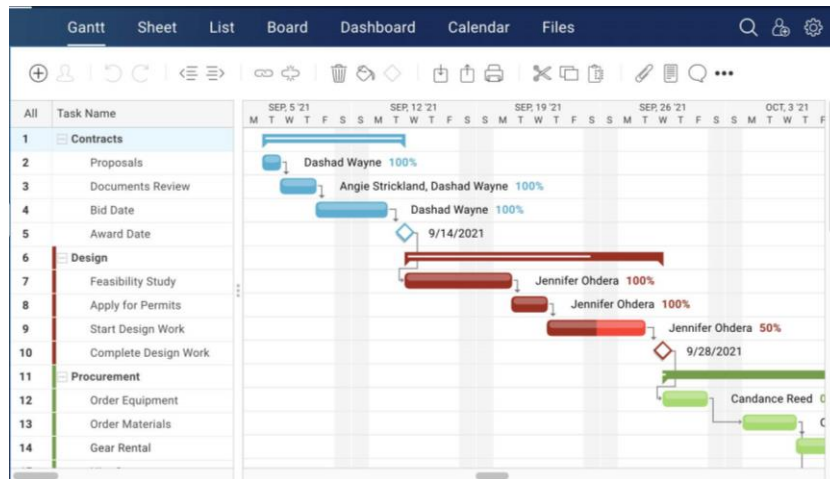 Gantt Sheet List Board Dashboard Calendar Files
All Task Name SEP, 5 '21 SEP, 12 '21 SEP, 19 '21 SEP, 26 '21 OCT, 3 '21
M T W T F S S M T W T F S S M T W T F S S M T W T F S S M T W T F
1 Contracts
2 Proposals Dashad Wayne 100%
3 Documents Review Angie Strickland, Dashad Wayne 100%
4 Bid Date Dashad Wayne 100%
5 Award Date 9/14/2021
6 Design
7 Feasibility Study Jennifer Ohdera 100%
8 Apply for Permits Jennifer Ohdera 100%
9 Start Design Work Jennifer Ohdera 50%
10 Complete Design Work 9/28/2021
11 Procurement
12 Order Equipment Candance Reed
13 Order Materials
14 Gear Rental